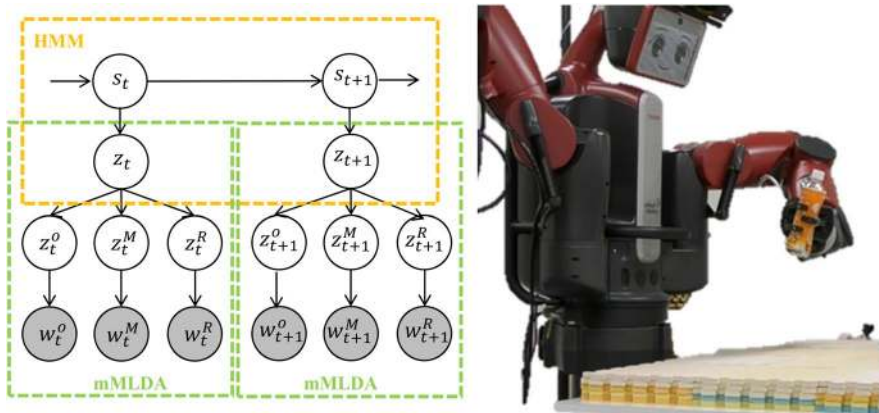 HMM
s_t s_{t+1}
z_t z_{t+1}
z_t^o z_t^M z_t^R z_{t+1}^o z_{t+1}^M z_{t+1}^R
w_t^o w_t^M w_t^R w_{t+1}^o w_{t+1}^M w_{t+1}^R
mMLDA mMLDA